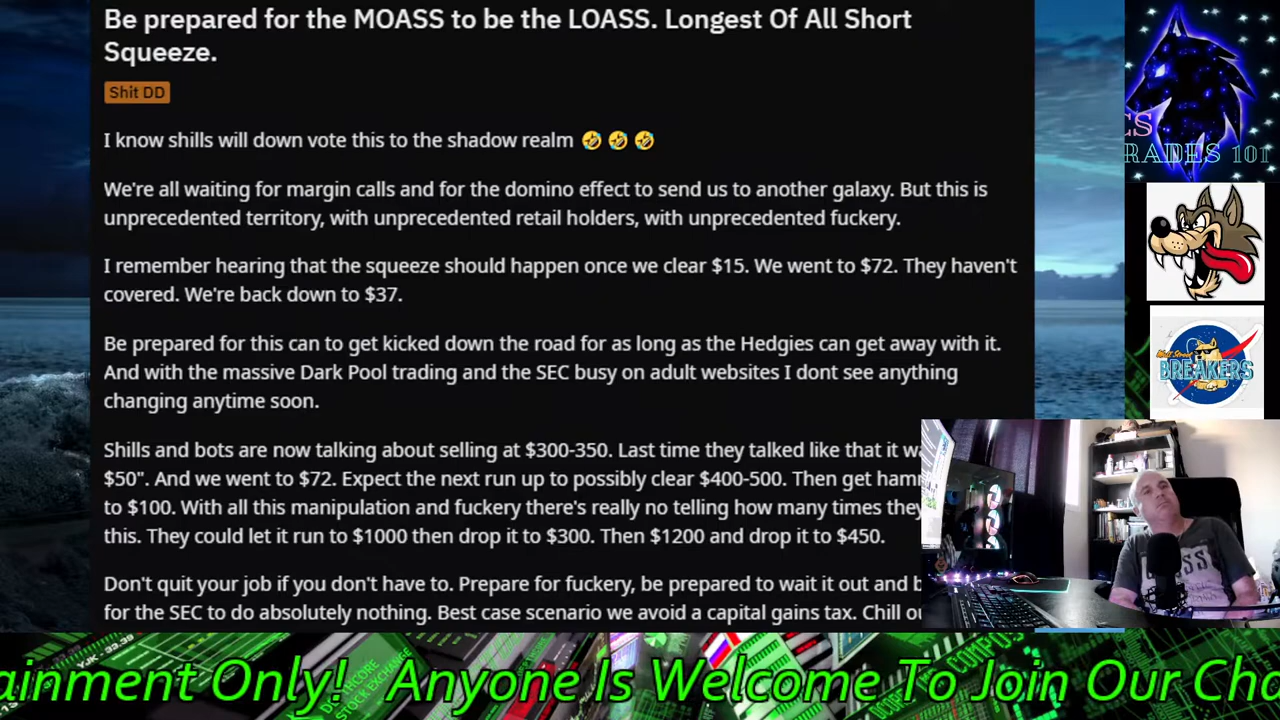 Be prepared for the MOASS to be the LOASS. Longest Of All Short
Squeeze.
Shit DD
I know shills will down vote this to the shadow realm 🤣 🤣 🤣
We're all waiting for margin calls and for the domino effect to send us to another galaxy. But this is
unprecedented territory, with unprecedented retail holders, with unprecedented fuckery.
I remember hearing that the squeeze should happen once we clear $15. We went to $72. They haven't
covered. We're back down to $37.
Be prepared for this can to get kicked down the road for as long as the Hedgies can get away with it.
And with the massive Dark Pool trading and the SEC busy on adult websites I dont see anything
changing anytime soon.
Shills and bots are now talking about selling at $300-350. Last time they talked like that it
$50". And we went to $72. Expect the next run up to possibly clear $400-500. Then get
to $100. With all this manipulation and fuckery there's really no telling how many times they
this. They could let it run to $1000 then drop it to $300. Then $1200 and drop it to $450.
Don't quit your job if you don't have to. Prepare for fuckery, be prepared to wait it out and
for the SEC to do absolutely nothing. Best case scenario we avoid a capital gains tax. Chill
RADES 101
Wall Street
BREAKERS
ainment Only! Anyone Is Welcome To Join Our Cha
STOCK EXCHANGE